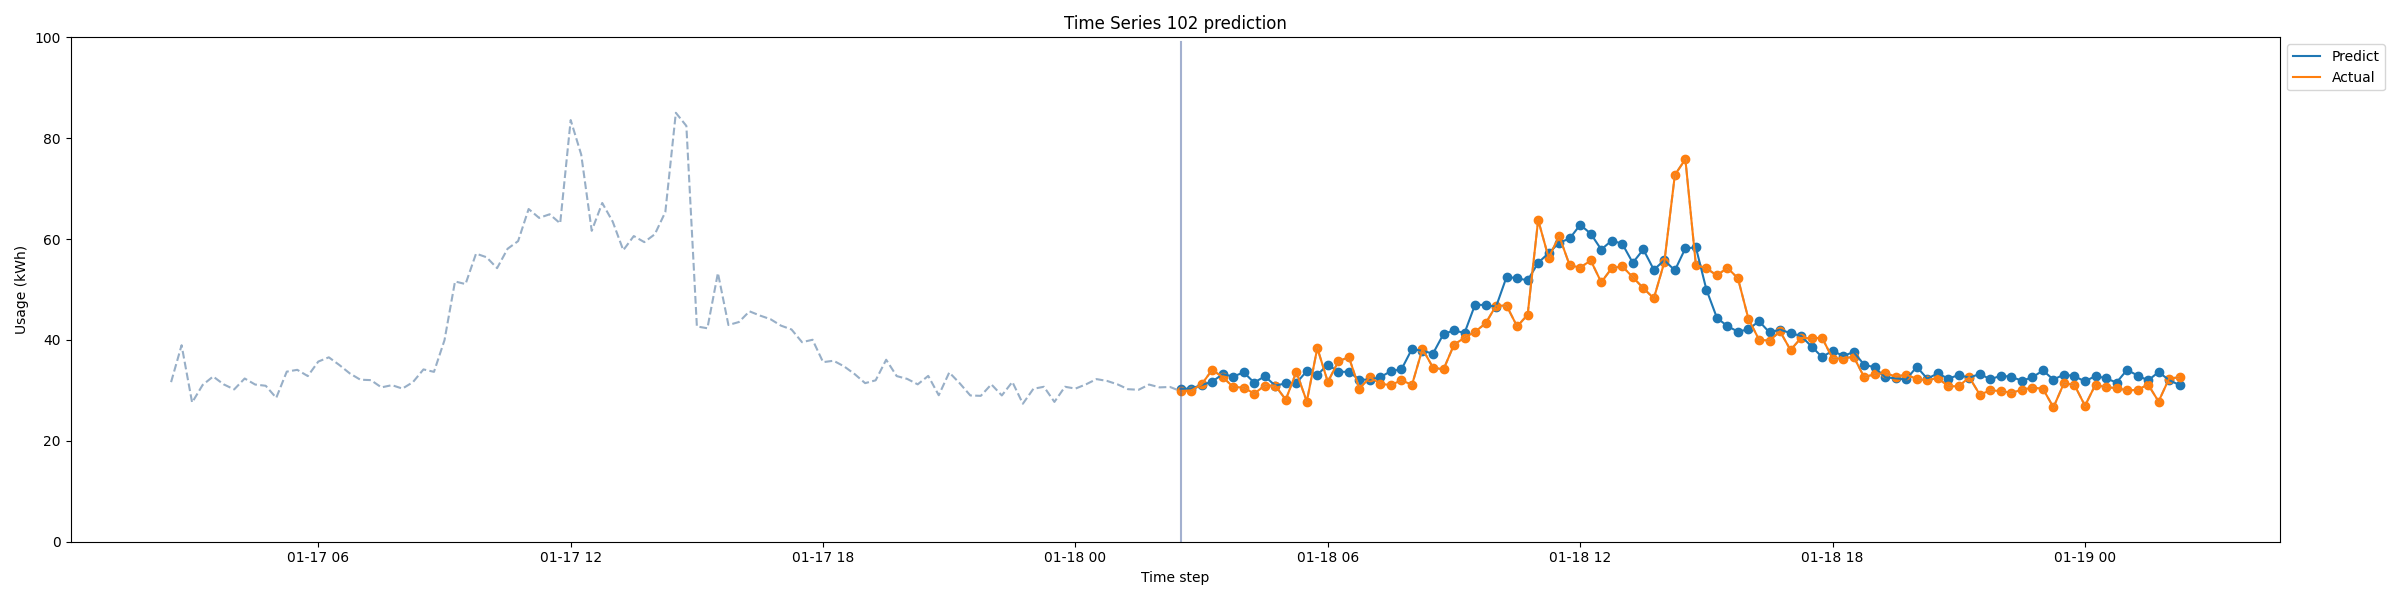 Time Series 102 prediction
Usage (kWh)
100
80
60
40
20
0
01-17 06
01-17 12
01-17 18
01-18 00
01-18 06
01-18 12
01-18 18
01-19 00
Time step
Predict
Actual